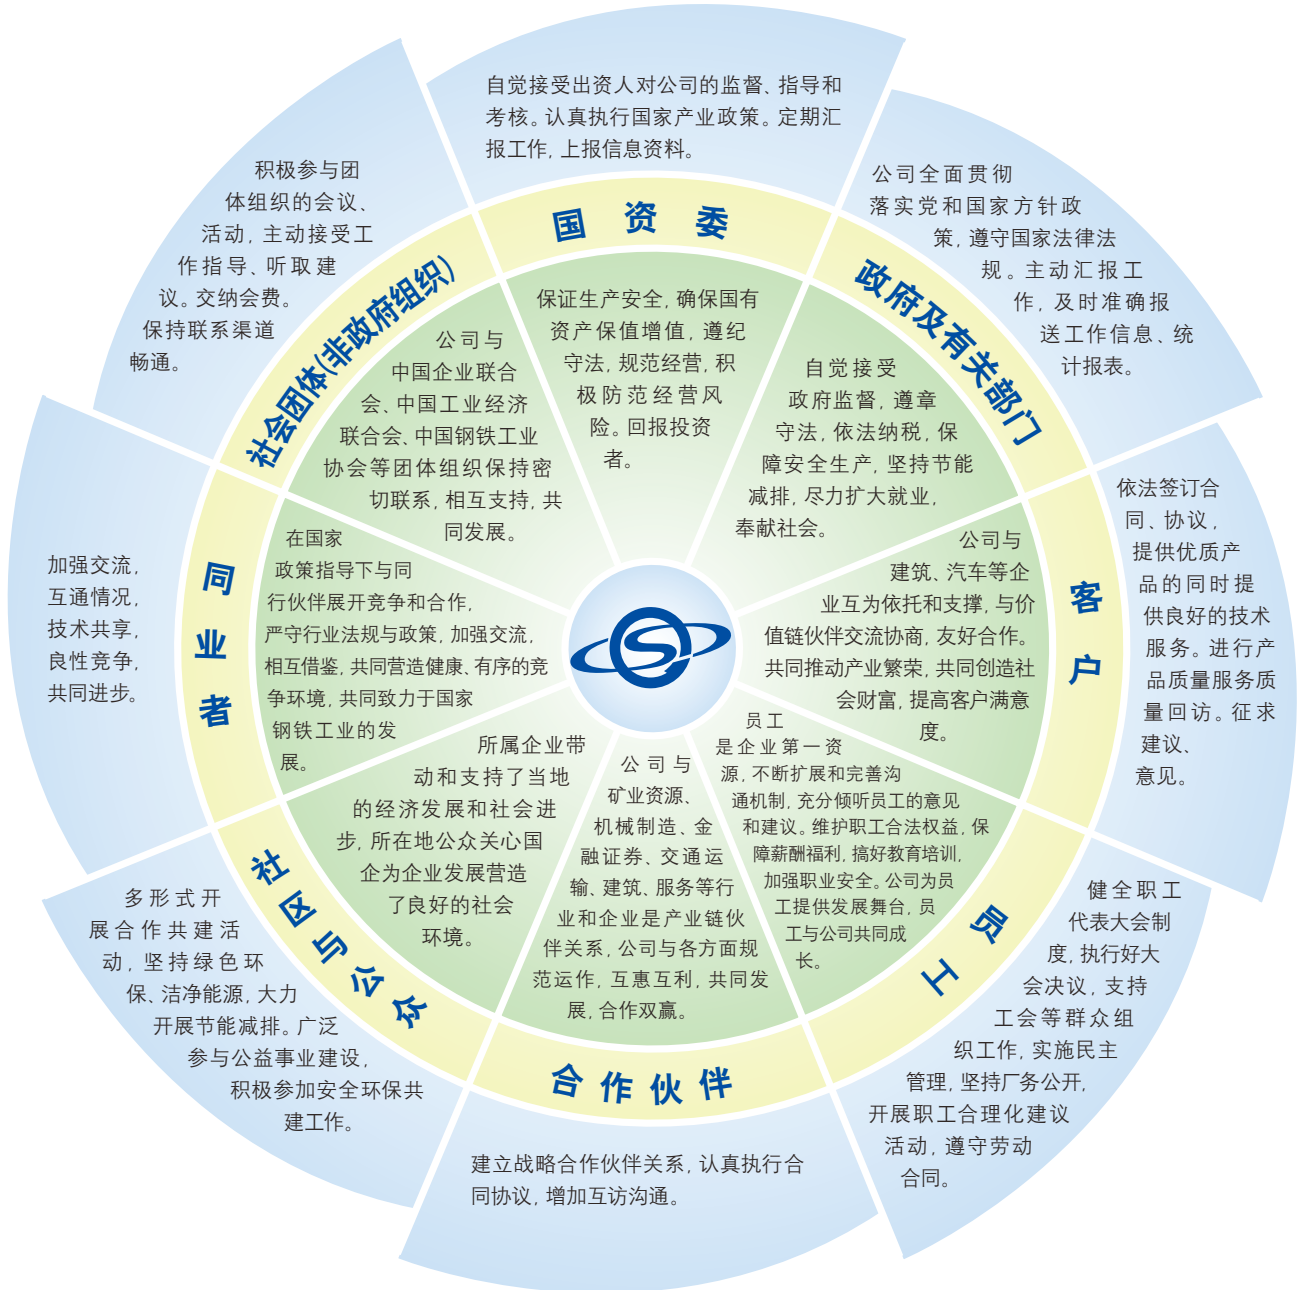 自觉接受出资人对公司的监督、指导和
考核。认真执行国家产业政策。定期汇
报工作，上报信息资料。
国资委
保证生产安全，确保国有
资产保值增值，遵纪
守法，规范经营，积
极防范经营风
险。回报投资
者。
公司全面贯彻
落实党和国家方针政
策，遵守国家法律法
规。主动汇报工
作，及时准确报
送工作信息、统
计报表。
政府及有关部门
自觉接受
政府监督，遵章
守法，依法纳税，保
障安全生产，坚持节能
减排，尽力扩大就业，
奉献社会。
依法签订合
同、协议，
提供优质产
品的同时提
供良好的技术
服务。进行产
品质量服务质
量回访。征求
建议、
意见。
客户
公司与
建筑、汽车等企
业互为依托和支撑，与价
值链伙伴交流协商，友好合作。
共同推动产业繁荣，共同创造社
会财富，提高客户满意
度。
健全职工
代表大会制
度，执行好大
会决议，支持
工会等群众组
织工作，实施民主
管理，坚持厂务公开，
开展职工合理化建议
活动，遵守劳动
合同。
员工
员工
是企业第一资
源，不断扩展和完善沟
通机制，充分倾听员工的意见
和建议。维护职工合法权益，保
障薪酬福利，搞好教育培训，
加强职业安全。公司为员
工提供发展舞台，员
工与公司共同成
长。
建立战略合作伙伴关系，认真执行合
同协议，增加互访沟通。
合作伙伴
公司与
矿业资源、
机械制造、金
融证券、交通运
输、建筑、服务等行
业和企业是产业链伙
伴关系，公司与各方面规
范运作，互惠互利，共同发
展，合作双赢。
多形式开
展合作共建活
动，坚持绿色环
保、洁净能源，大力
开展节能减排。广泛
参与公益事业建设，
积极参加安全环保共
建工作。
社区与公众
所属企业带
动和支持了当地
的经济发展和社会进
步，所在地公众关心国
企为企业发展营造
了良好的社会
环境。
加强交流，
互通情况，
技术共享，
良性竞争，
共同进步。
同业者
在国家
政策指导下与同
行伙伴展开竞争和合作，
严守行业法规与政策，加强交流，
相互借鉴，共同营造健康、有序的竞
争环境，共同致力于国家
钢铁工业的发
展。
积极参与团
体组织的会议、
活动，主动接受工
作指导、听取建
议。交纳会费。
保持联系渠道
畅通。
社会团体(非政府组织)
公司与
中国企业联合
会、中国工业经济
联合会、中国钢铁工业
协会等团体组织保持密
切联系，相互支持，共
同发展。